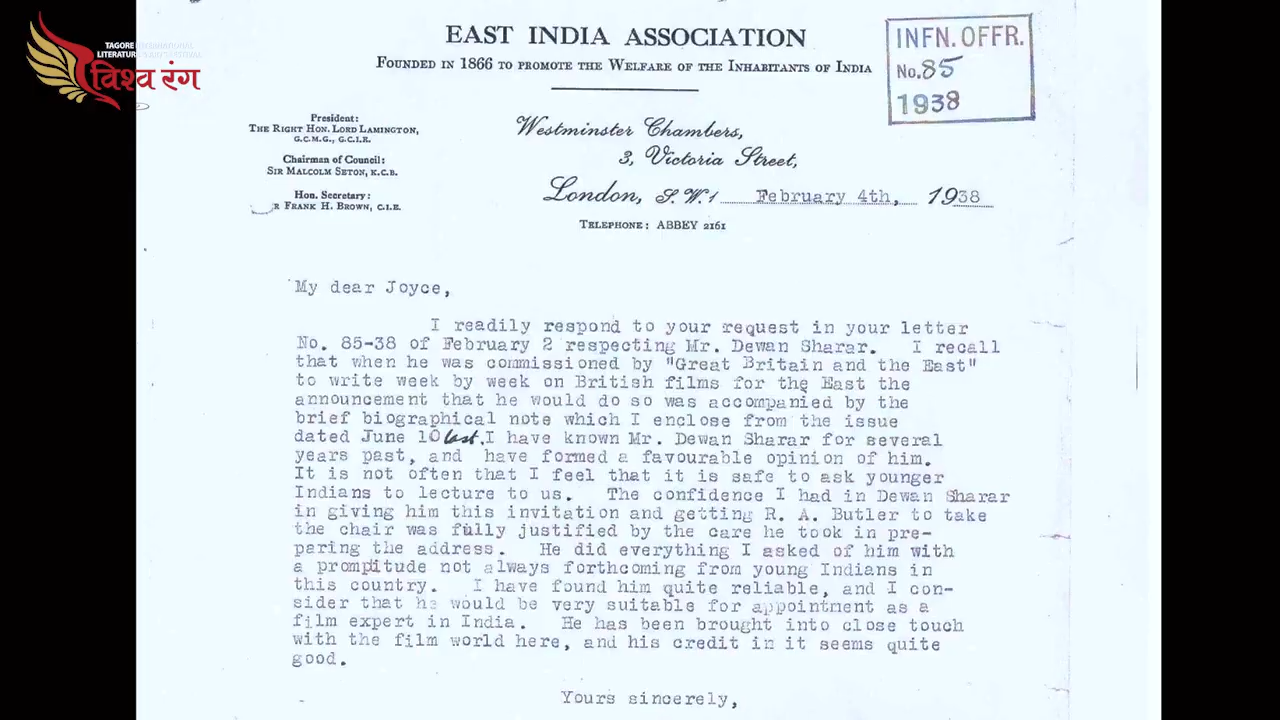 TAGORE INTERNATIONAL
LITERATURE
विश्व रंग
EAST INDIA ASSOCIATION
FOUNDED IN 1866 TO PROMOTE THE WELFARE OF THE INHABITANTS OF INDIA
INFN. OFFR.
No. 85
1938
President:
THE RIGHT HON. LORD LAMINGTON,
G.C.M.G., G.C.I.E.
Chairman of Council:
SIR MALCOLM SETON, K.C.B.
Hon. Secretary:
R FRANK H. BROWN, C.I.E.
Westminster Chambers,
3, Victoria Street,
London, S.W.1 February 4th, 1938
TELEPHONE: ABBEY 2161
My dear Joyce,
I readily respond to your request in your letter
No. 85-38 of February 2 respecting Mr. Dewan Sharar. I recall
that when he was commissioned by "Great Britain and the East"
to write week by week on British films for the East the
announcement that he would do so was accompanied by the
brief biographical note which I enclose from the issue
dated June 10 last. I have known Mr. Dewan Sharar for several
years past, and have formed a favourable opinion of him.
It is not often that I feel that it is safe to ask younger
Indians to lecture to us. The confidence I had in Dewan Sharar
in giving him this invitation and getting R. A. Butler to take
the chair was fully justified by the care he took in pre-
paring the address. He did everything I asked of him with
a promptitude not always forthcoming from young Indians in
this country. I have found him quite reliable, and I con-
sider that he would be very suitable for appointment as a
film expert in India. He has been brought into close touch
with the film world here, and his credit in it seems quite
good.
Yours sincerely,